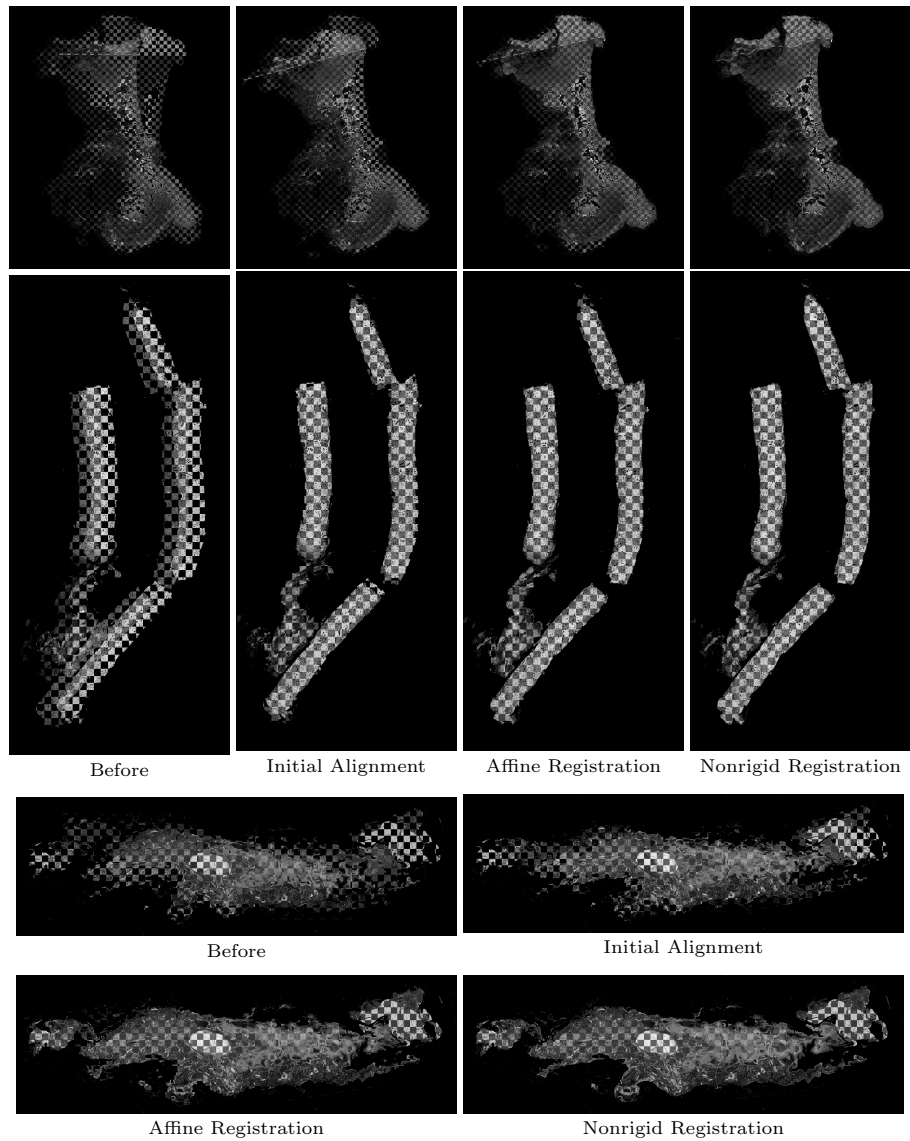 Before
Initial Alignment
Affine Registration
Nonrigid Registration
Before
Initial Alignment
Affine Registration
Nonrigid Registration